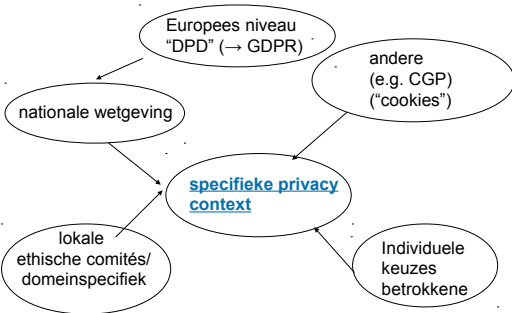 Europees niveau
“DPD” (→ GDPR)
andere
(e.g. CGP)
(“cookies”)
nationale wetgeving
specifieke privacy
context
lokale
ethische comités/
domeinspecifiek
Individuele
keuzes
betrokkene